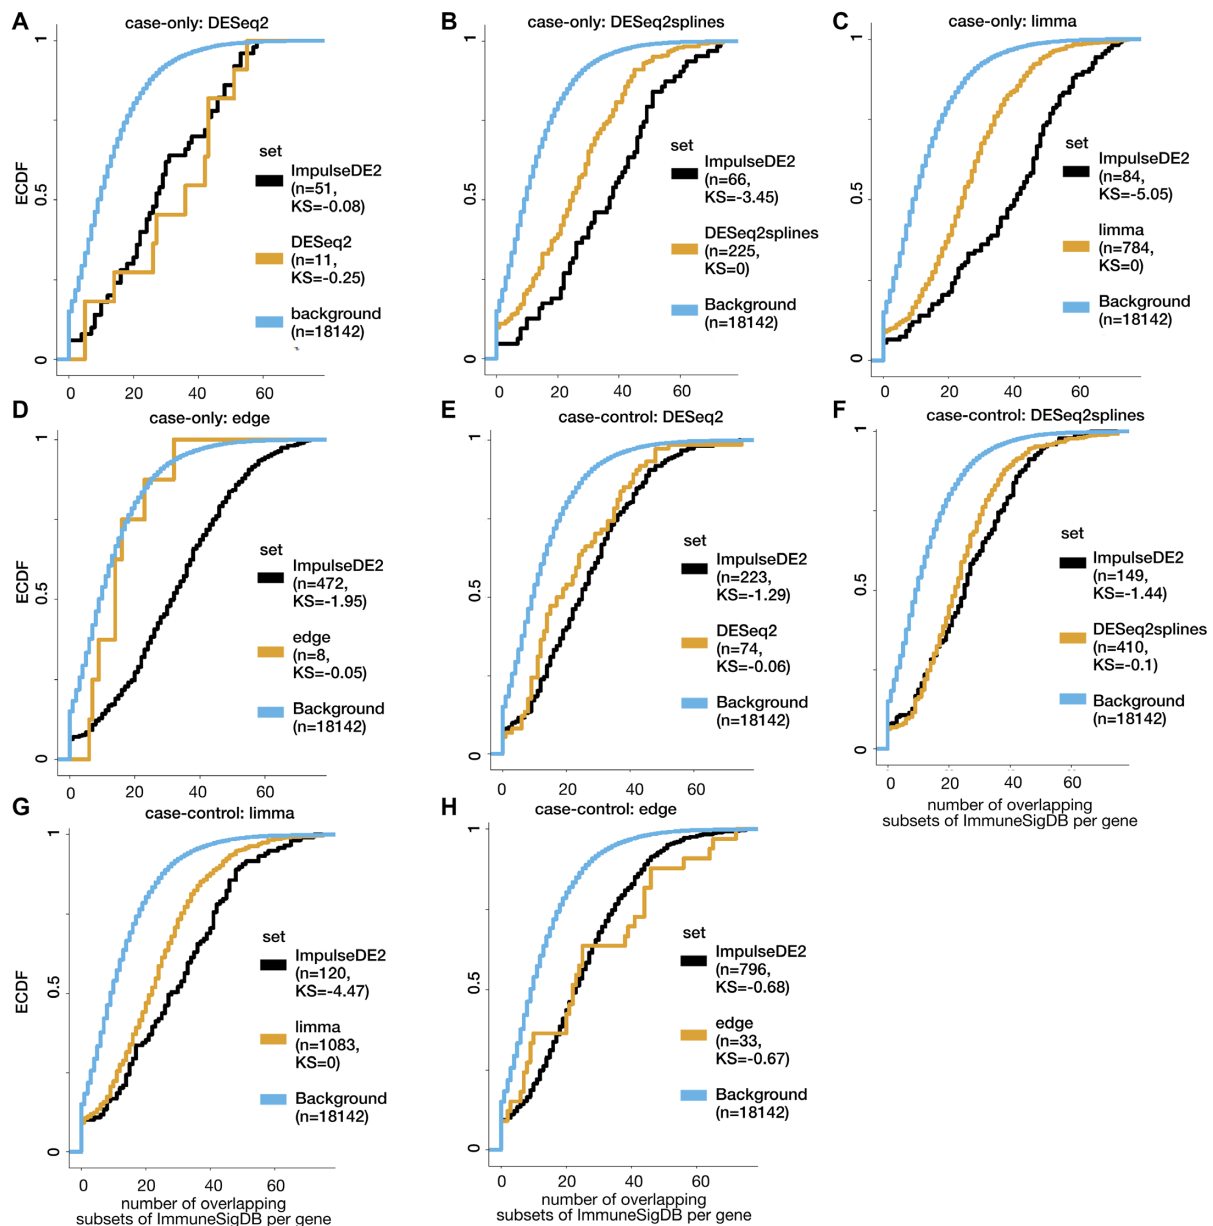 A
case-only: DESeq2
1
0.5
0
ECDF
0
20
40
60
set
ImpulseDE2
(n=51,
KS=-0.08)
DESeq2
(n=11,
KS=-0.25)
background
(n=18142)
B
case-only: DESeq2splines
1
0.5
0
0
20
40
60
set
ImpulseDE2
(n=66,
KS=-3.45)
DESeq2splines
(n=225,
KS=0)
Background
(n=18142)
C
case-only: limma
1
0.5
0
0
20
40
60
set
ImpulseDE2
(n=84,
KS=-5.05)
limma
(n=784,
KS=0)
Background
(n=18142)
D
case-only: edge
1
0.5
0
ECDF
0
20
40
60
set
ImpulseDE2
(n=472,
KS=-1.95)
edge
(n=8,
KS=-0.05)
Background
(n=18142)
E
case-control: DESeq2
1
0.5
0
0
20
40
60
set
ImpulseDE2
(n=223,
KS=-1.29)
DESeq2
(n=74,
KS=-0.06)
Background
(n=18142)
F
case-control: DESeq2splines
1
0.5
0
0
20
40
60
set
ImpulseDE2
(n=149,
KS=-1.44)
DESeq2splines
(n=410,
KS=-0.1)
Background
(n=18142)
number of overlapping
subsets of ImmuneSigDB per gene
G
case-control: limma
1
0.5
0
ECDF
0
20
40
60
set
ImpulseDE2
(n=120,
KS=-4.47)
limma
(n=1083,
KS=0)
Background
(n=18142)
number of overlapping
subsets of ImmuneSigDB per gene
H
case-control: edge
1
0.5
0
0
20
40
60
set
ImpulseDE2
(n=796,
KS=-0.68)
edge
(n=33,
KS=-0.67)
Background
(n=18142)
number of overlapping
subsets of ImmuneSigDB per gene